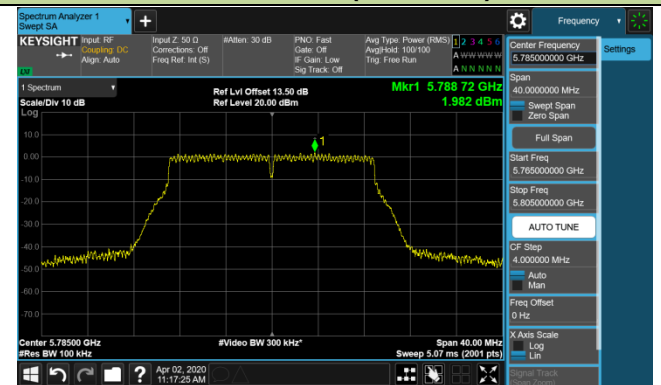 Spectrum Analyzer 1
Swept SA
+
Frequency
KEYSIGHT
Input: RF
Coupling: DC
Align: Auto
Input Z: 50 Ω
Corrections: Off
Freq Ref: Int (S)
#Atten: 30 dB
PNO: Fast
Gate: Off
IF Gain: Low
Sig Track: Off
Avg Type: Power (RMS)
Avg|Hold: 100/100
Trig: Free Run
1 2 3 4 5 6
A W W W W W
A N N N N N
LW
1 Spectrum
Scale/Div 10 dB
Log
Ref Lvl Offset 13.50 dB
Ref Level 20.00 dBm
Mkr1 5.788 72 GHz
1.982 dBm
1
10.0
0.00
-10.0
-20.0
-30.0
-40.0
-50.0
-60.0
-70.0
Center 5.78500 GHz
#Res BW 100 kHz
#Video BW 300 kHz*
Span 40.00 MHz
Sweep 5.07 ms (2001 pts)
Center Frequency
5.785000000 GHz
Settings
Span
40.0000000 MHz
Swept Span
Zero Span
Full Span
Start Freq
5.765000000 GHz
Stop Freq
5.805000000 GHz
AUTO TUNE
CF Step
4.000000 MHz
Auto
Man
Freq Offset
0 Hz
X Axis Scale
Log
Lin
Signal Track
(Span Zoom)
?
Apr 02, 2020
11:17:25 AM